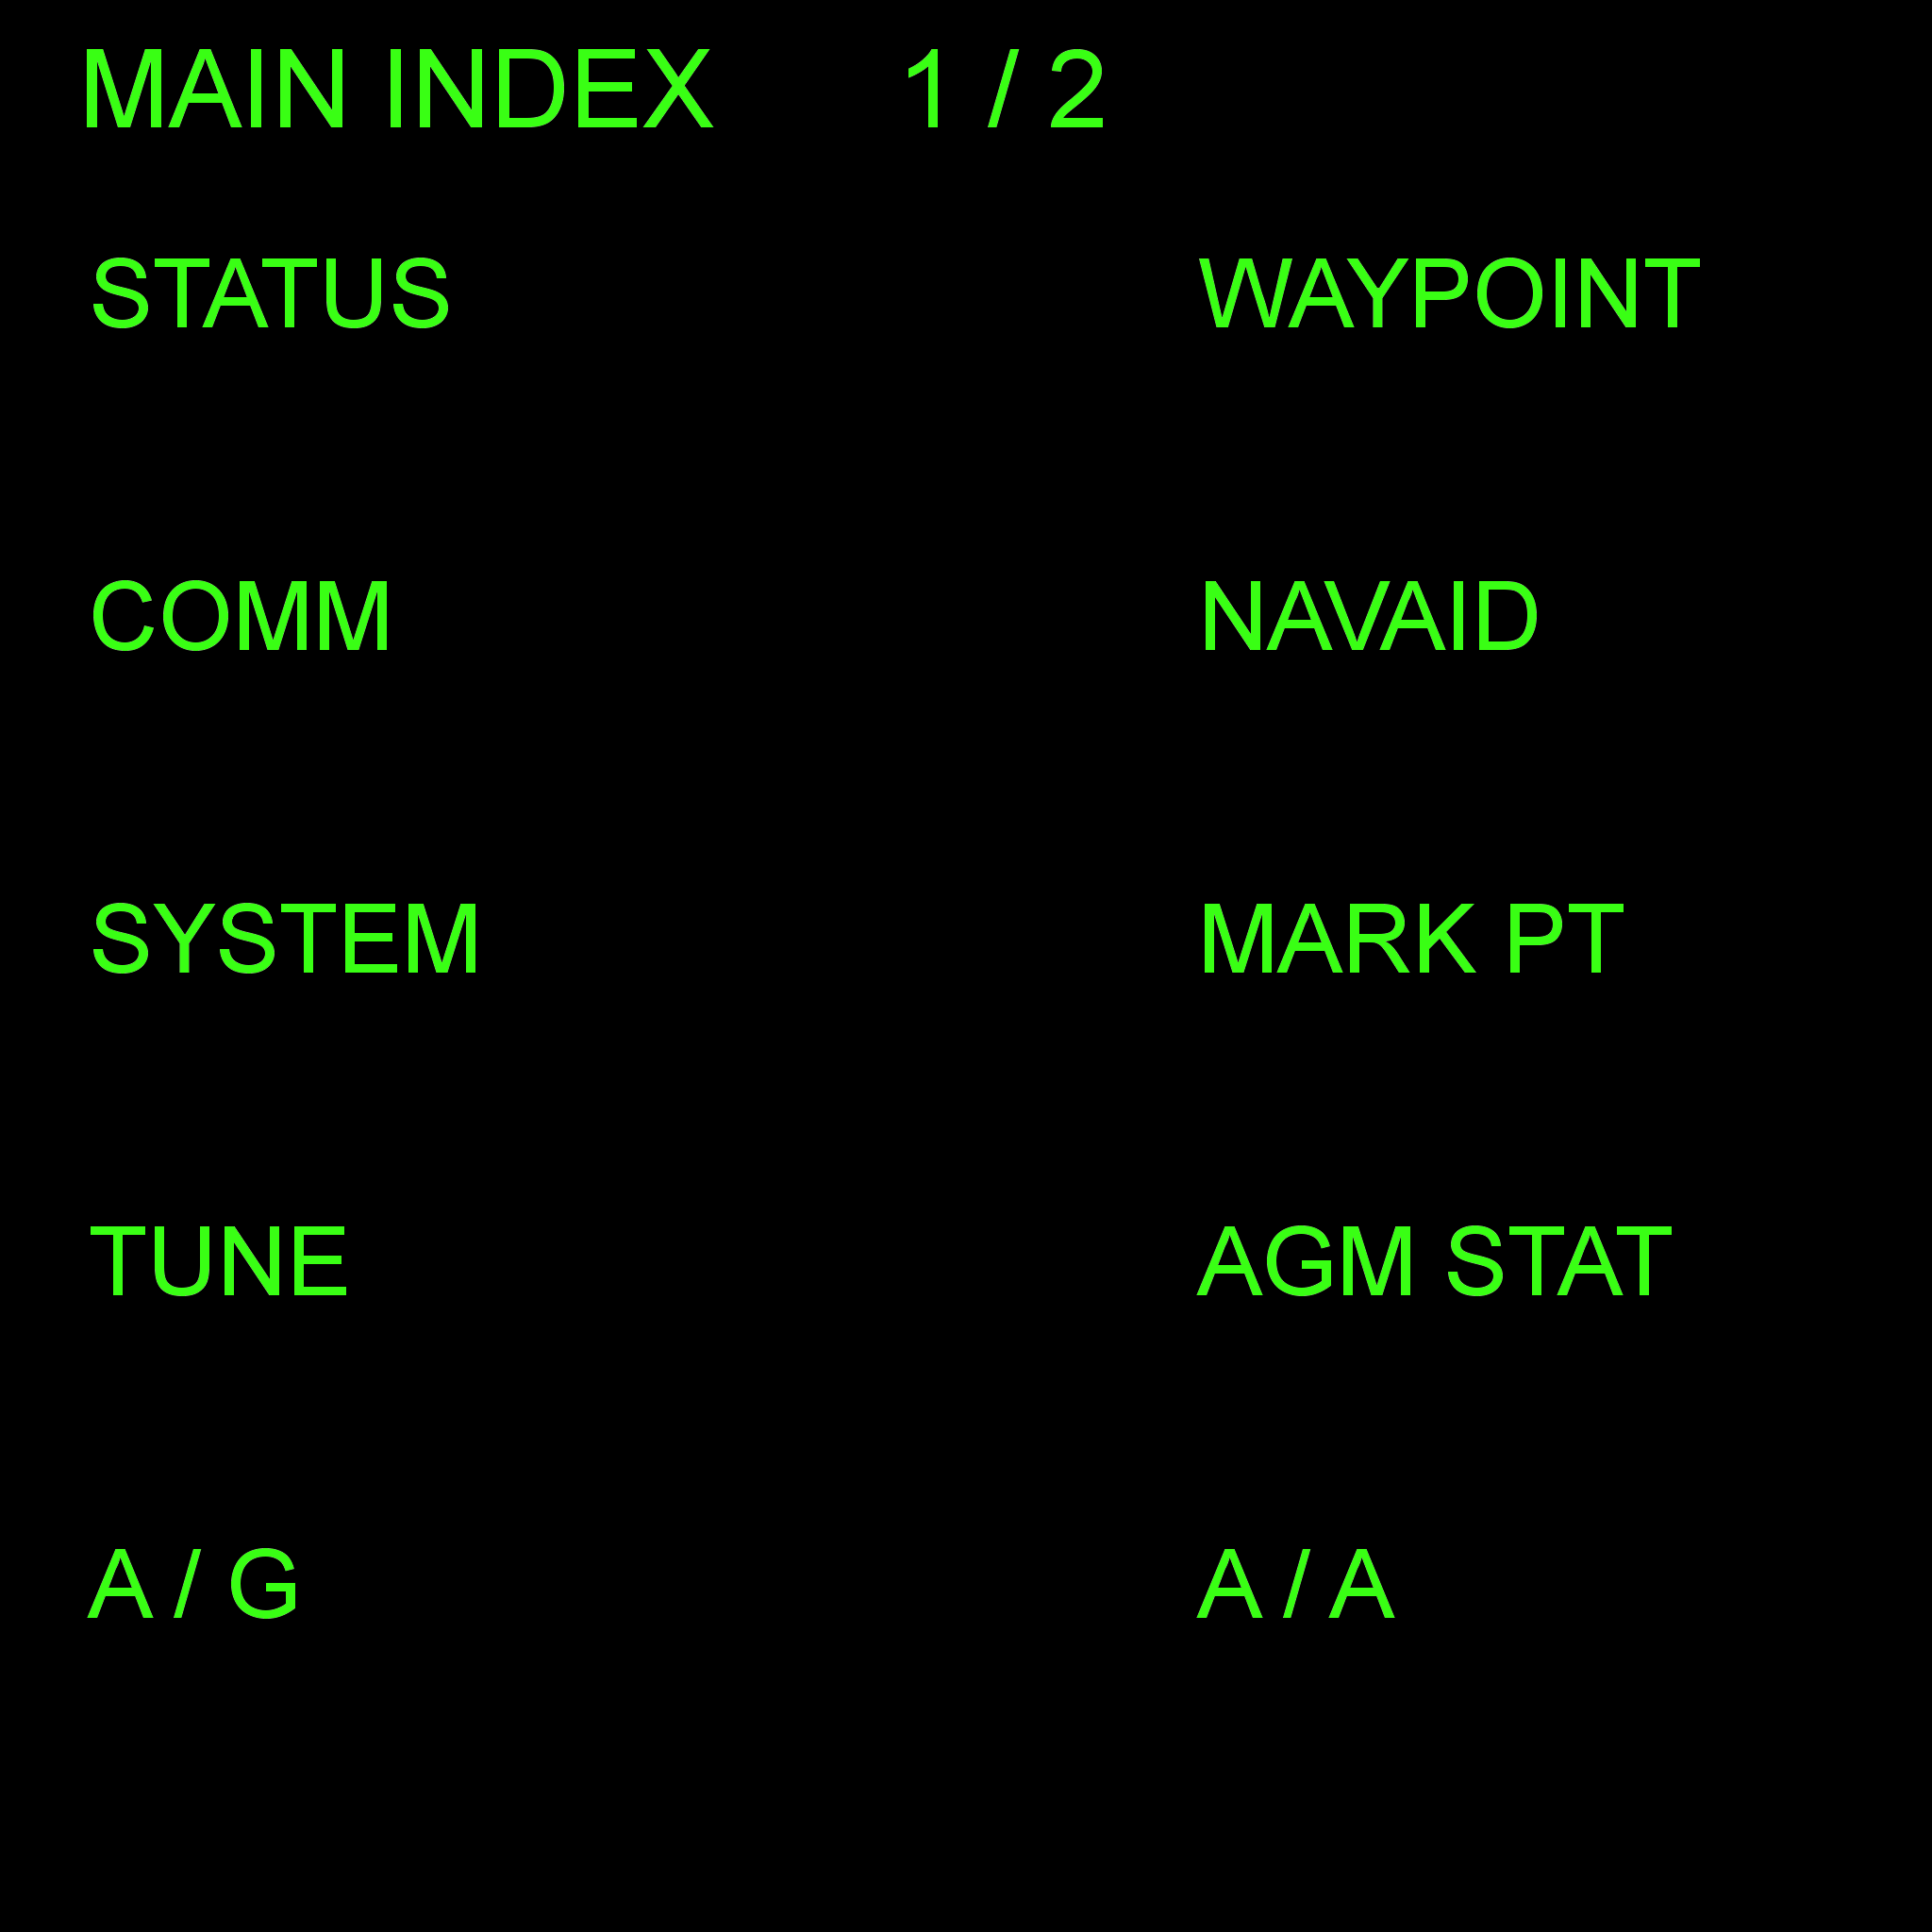 MAIN INDEX 1 / 2
STATUS WAYPOINT
COMM NAVAID
SYSTEM MARK PT
TUNE AGM STAT
A / G A / A